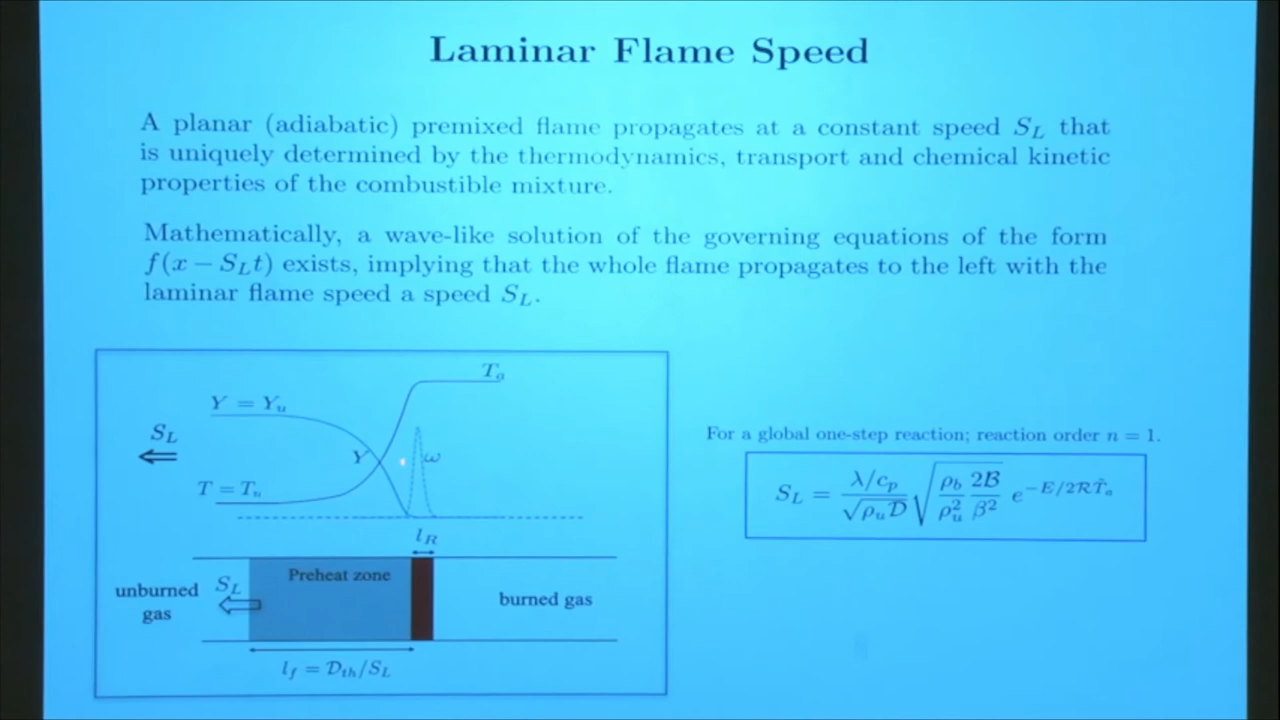 Laminar Flame Speed
A planar (adiabatic) premixed flame propagates at a constant speed S_L that
is uniquely determined by the thermodynamics, transport and chemical kinetic
properties of the combustible mixture.
Mathematically, a wave-like solution of the governing equations of the form
f(x − S_L t) exists, implying that the whole flame propagates to the left with the
laminar flame speed a speed S_L.
T_a
Y = Y_u
S_L
Y
ω
T = T_u
l_R
For a global one-step reaction; reaction order n = 1.
S_L = (λ/c_p)/√(ρ_u D) √((ρ_b/ρ_u^2) (2B/β^2)) e^{−E/2RT̃_a}
Preheat zone
unburned
gas
S_L
burned gas
l_f = D_th/S_L